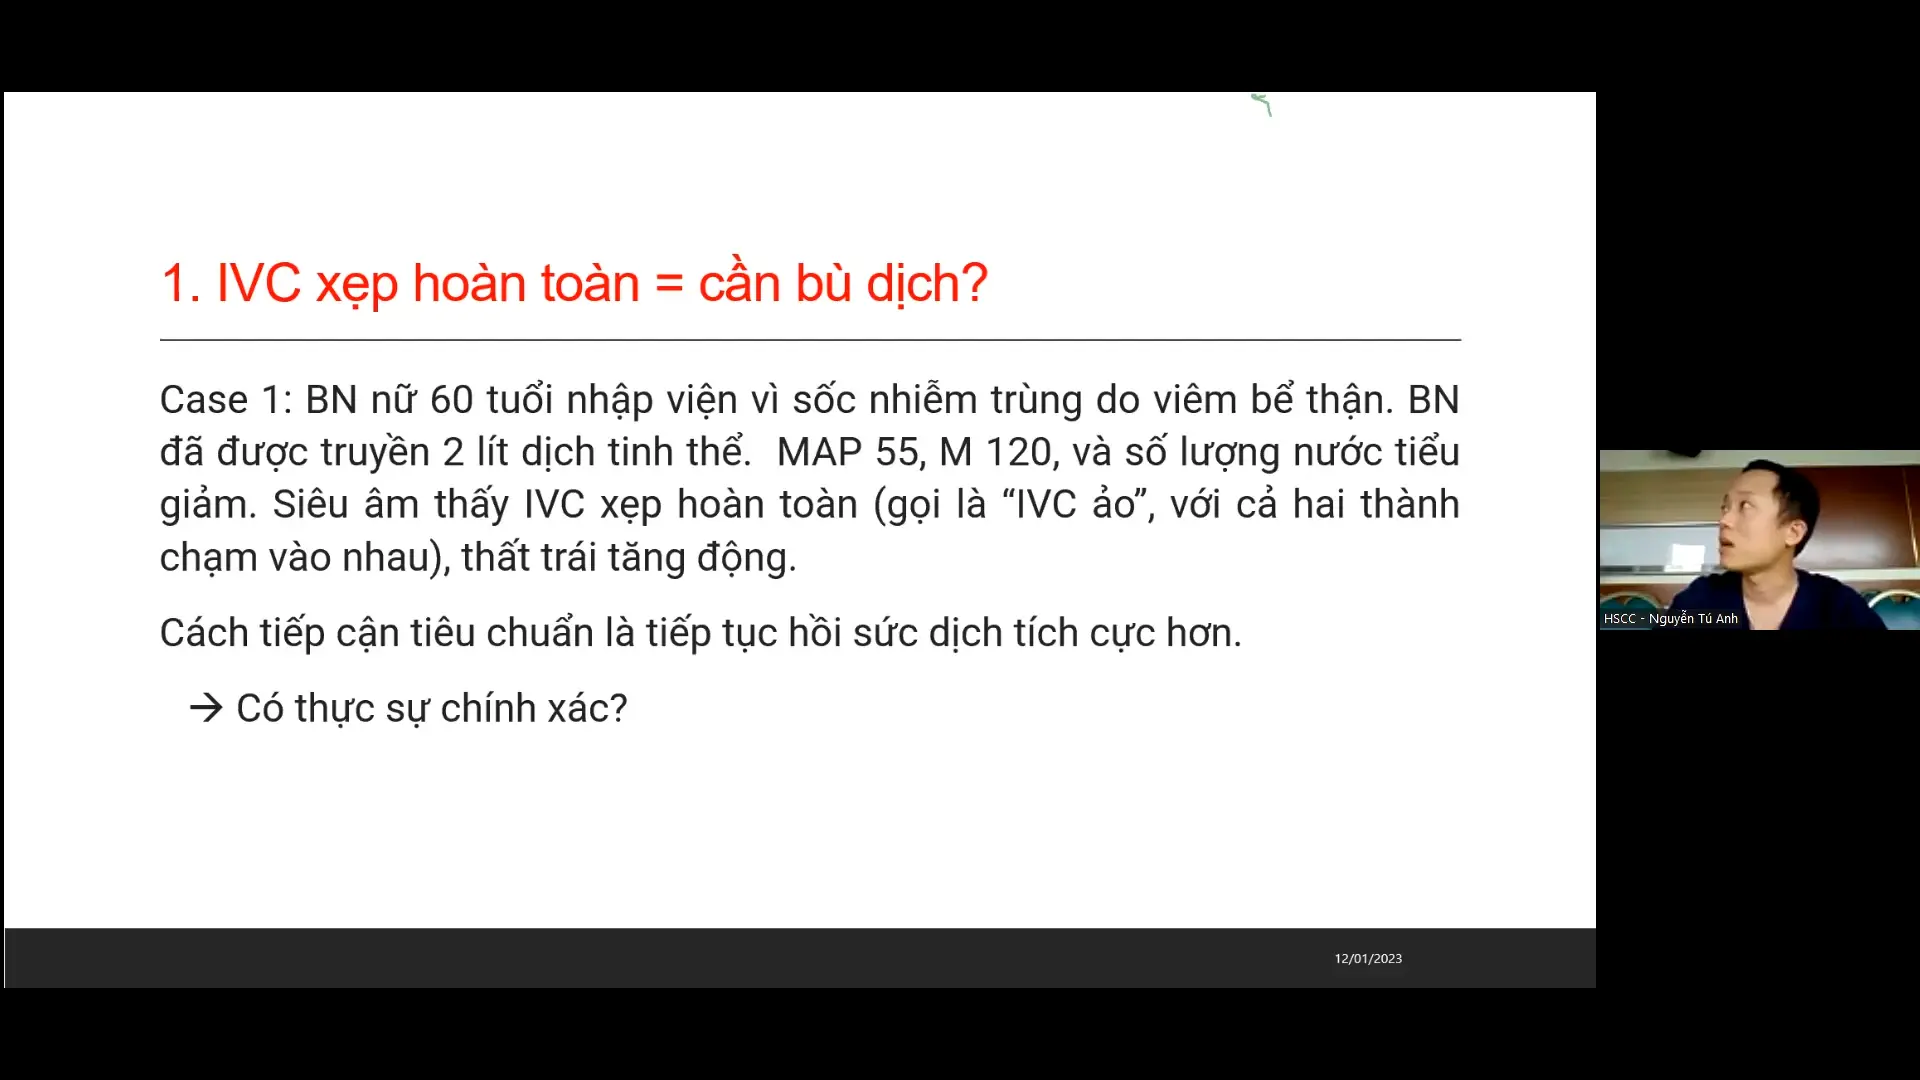 1. IVC xẹp hoàn toàn = cần bù dịch?
Case 1: BN nữ 60 tuổi nhập viện vì sốc nhiễm trùng do viêm bể thận. BN
đã được truyền 2 lít dịch tinh thể. MAP 55, M 120, và số lượng nước tiểu
giảm. Siêu âm thấy IVC xẹp hoàn toàn (gọi là “IVC ảo”, với cả hai thành
chạm vào nhau), thất trái tăng động.
Cách tiếp cận tiêu chuẩn là tiếp tục hồi sức dịch tích cực hơn.
→ Có thực sự chính xác?
HSCC - Nguyễn Tú Anh
12/01/2023